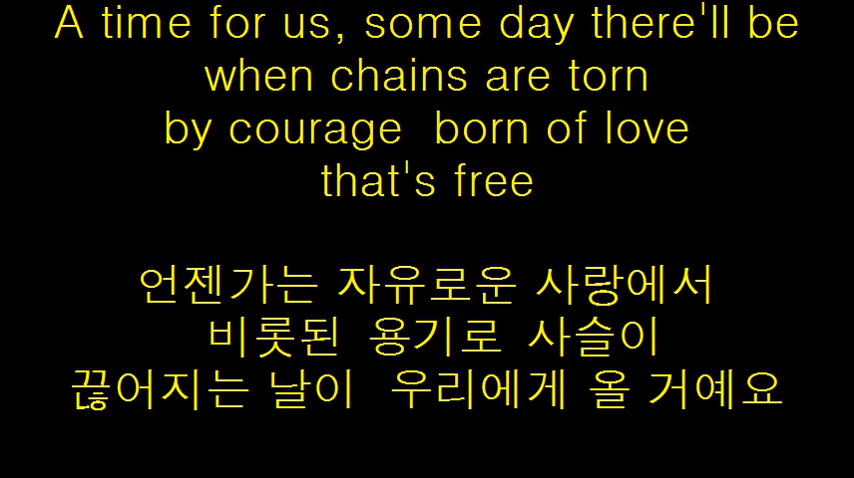 A time for us, some day there'll be
when chains are torn
by courage  born of love
that's free
언젠가는 자유로운 사랑에서
비롯된 용기로 사슬이
끊어지는 날이  우리에게 올 거예요